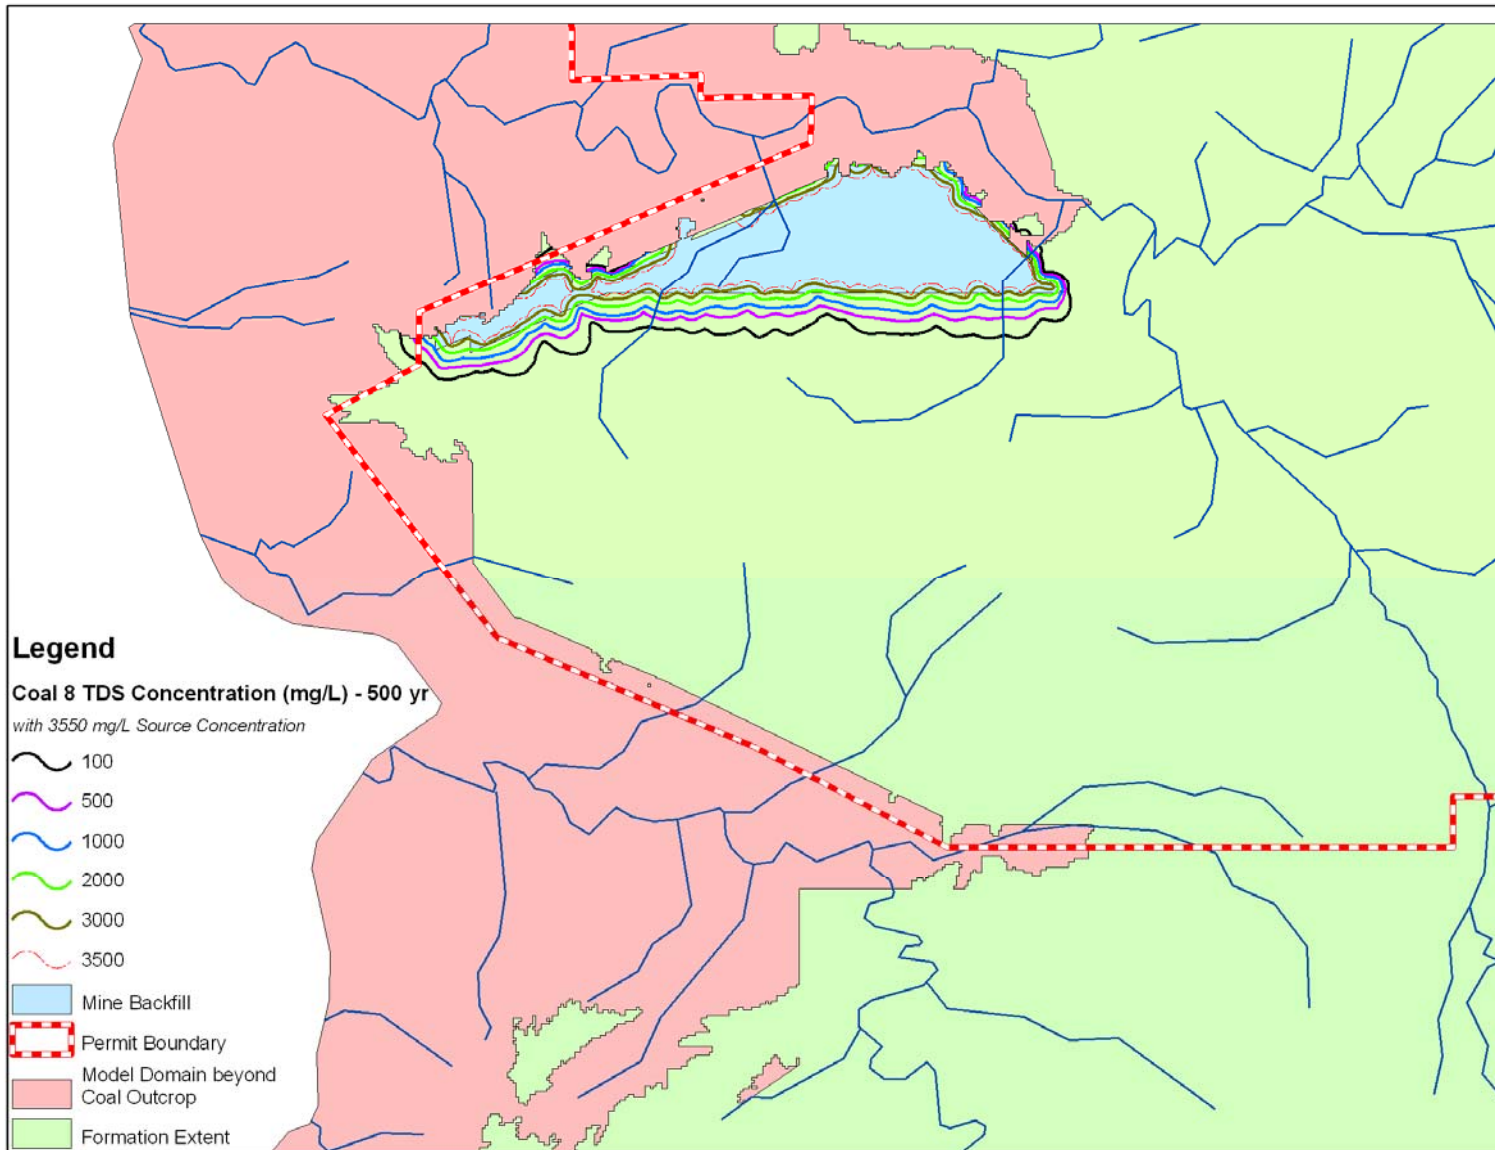 Legend
Coal 8 TDS Concentration (mg/L) - 500 yr
with 3550 mg/L Source Concentration
100
500
1000
2000
3000
3500
Mine Backfill
Permit Boundary
Model Domain beyond
Coal Outcrop
Formation Extent